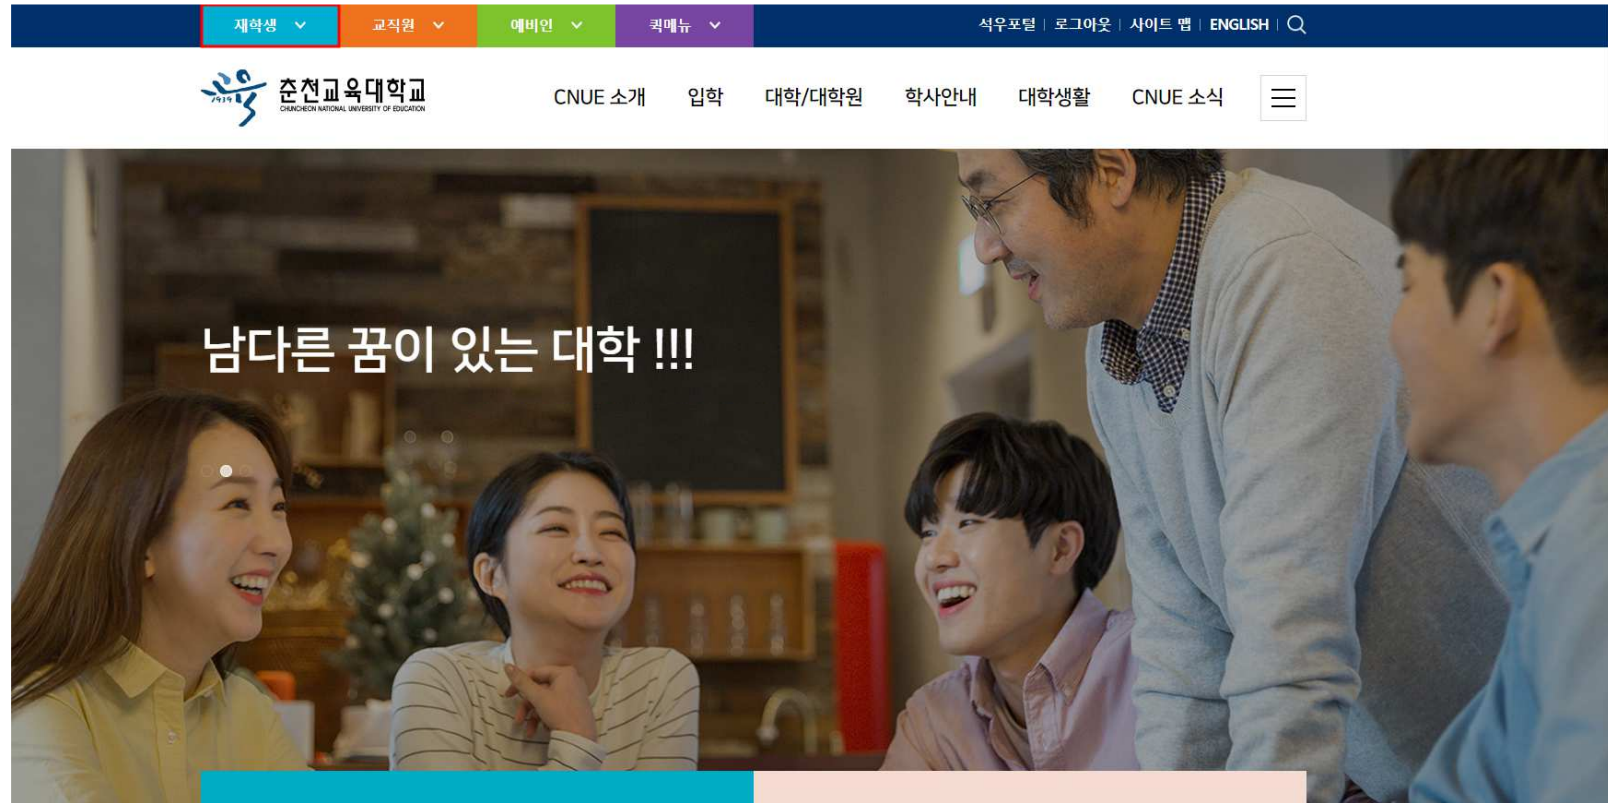 재학생 교직원 예비인 퀵메뉴 석우포털 로그아웃 사이트 맵 ENGLISH
1939
춘천교육대학교
CHUNCHEON NATIONAL UNIVERSITY OF EDUCATION
CNUE 소개 입학 대학/대학원 학사안내 대학생활 CNUE 소식
남다른 꿈이 있는 대학 !!!